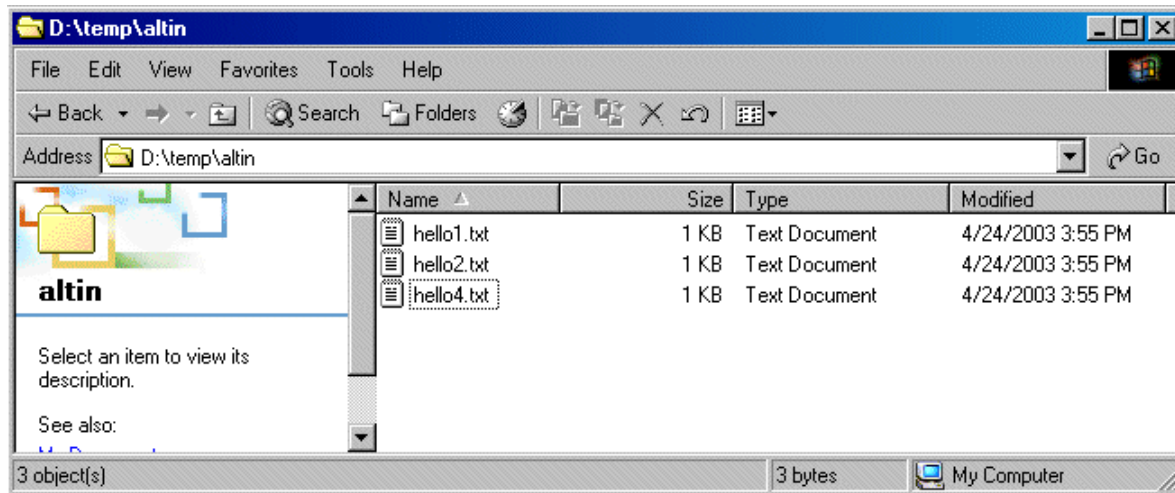 D:\temp\altin
File Edit View Favorites Tools Help
Back Search Folders
Address D:\temp\altin Go
Name Size Type Modified
hello1.txt 1 KB Text Document 4/24/2003 3:55 PM
hello2.txt 1 KB Text Document 4/24/2003 3:55 PM
hello4.txt 1 KB Text Document 4/24/2003 3:55 PM
altin
Select an item to view its
description.
See also:
3 object(s) 3 bytes My Computer